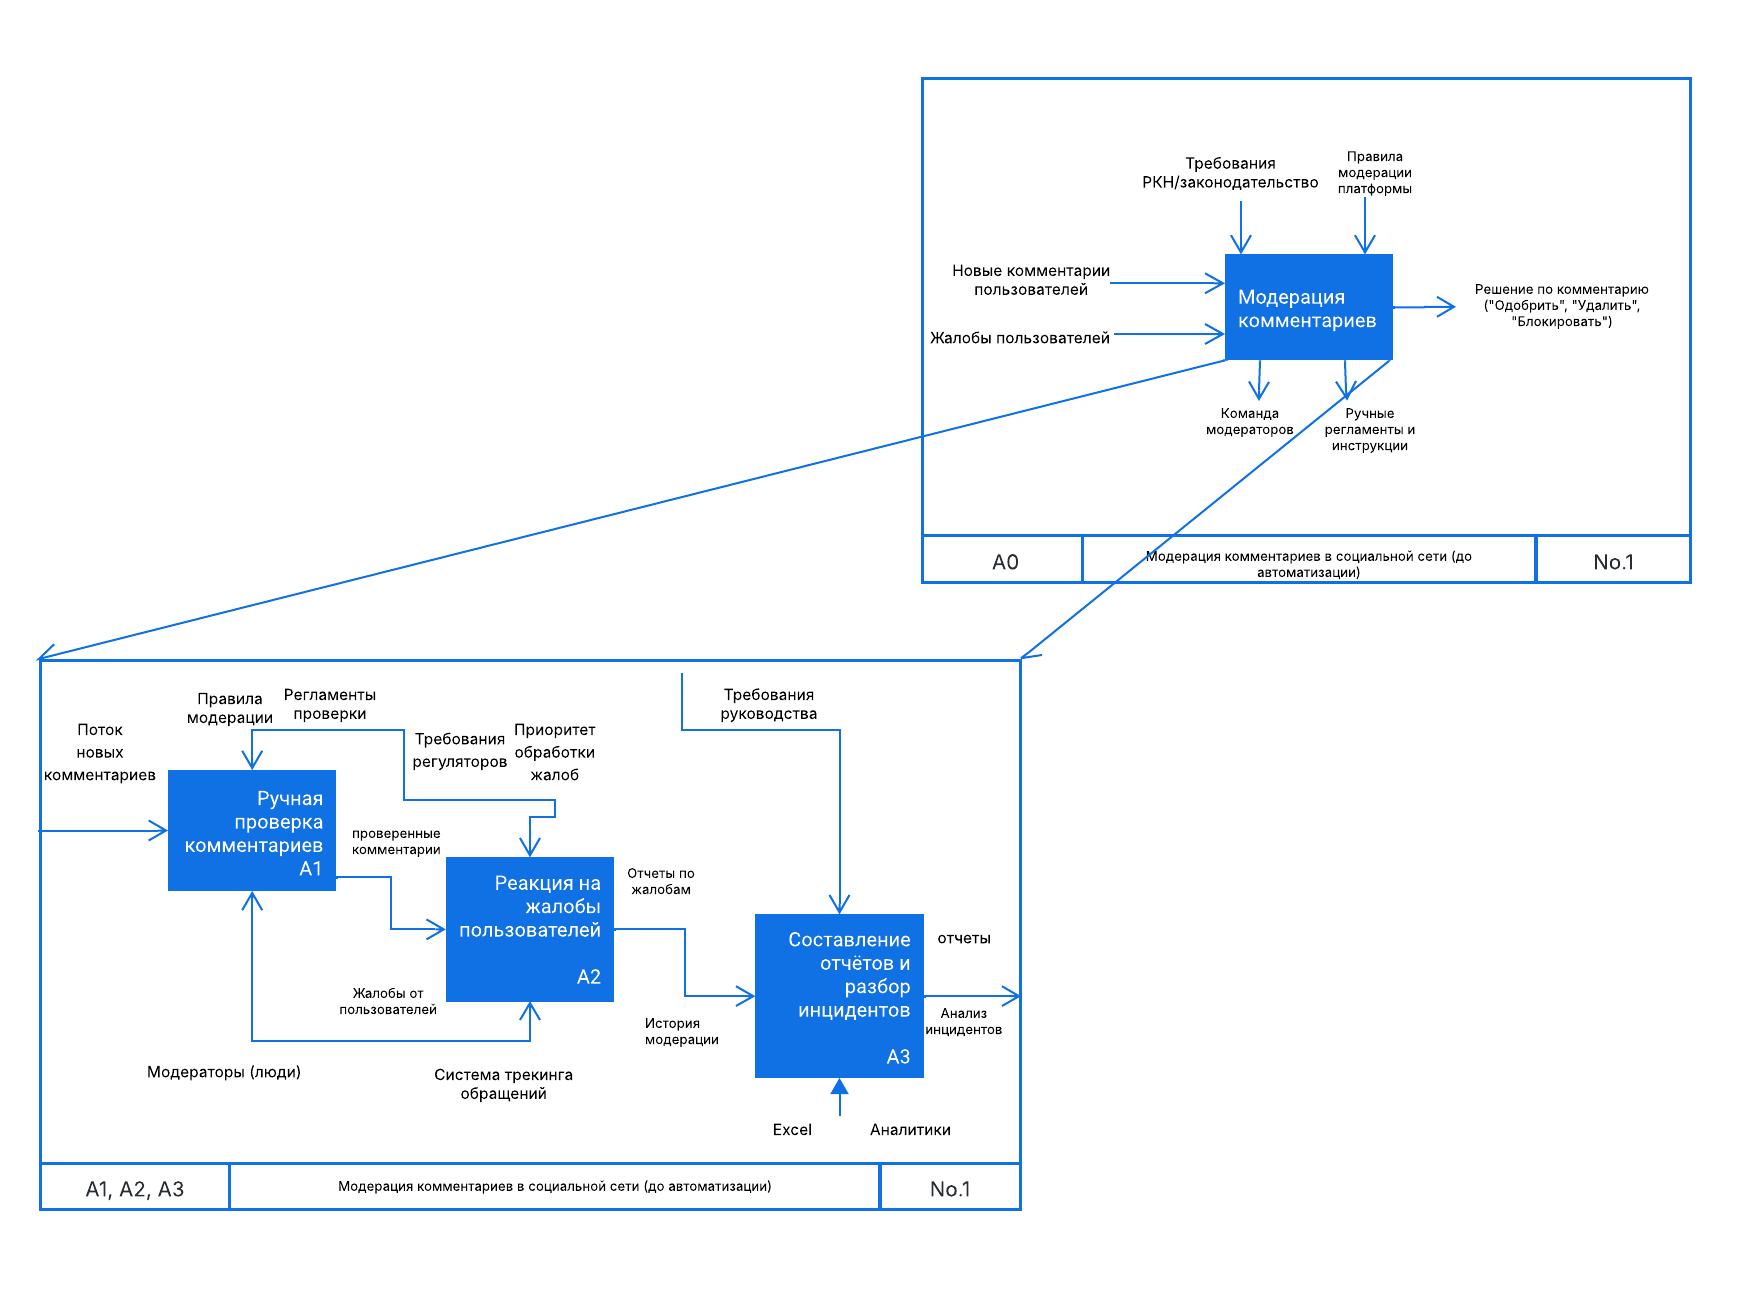 Требования
РКН/законодательство
Правила
модерации
платформы
Новые комментарии
пользователей
Жалобы пользователей
Модерация
комментариев
Решение по комментарию
("Одобрить", "Удалить",
"Блокировать")
Команда
модераторов
Ручные
регламенты и
инструкции
A0
Модерация комментариев в социальной сети (до
автоматизации)
No.1
Поток
новых
комментариев
Правила
модерации
Регламенты
проверки
Требования
регуляторов
Приоритет
обработки
жалоб
Требования
руководства
Ручная
проверка
комментариев
A1
проверенные
комментарии
Реакция на
жалобы
пользователей
A2
Отчеты по
жалобам
Жалобы от
пользователей
История
модерации
Составление
отчётов и
разбор
инцидентов
A3
отчеты
Анализ
инцидентов
Модераторы (люди)
Система трекинга
обращений
Excel
Аналитики
A1, A2, A3
Модерация комментариев в социальной сети (до автоматизации)
No.1